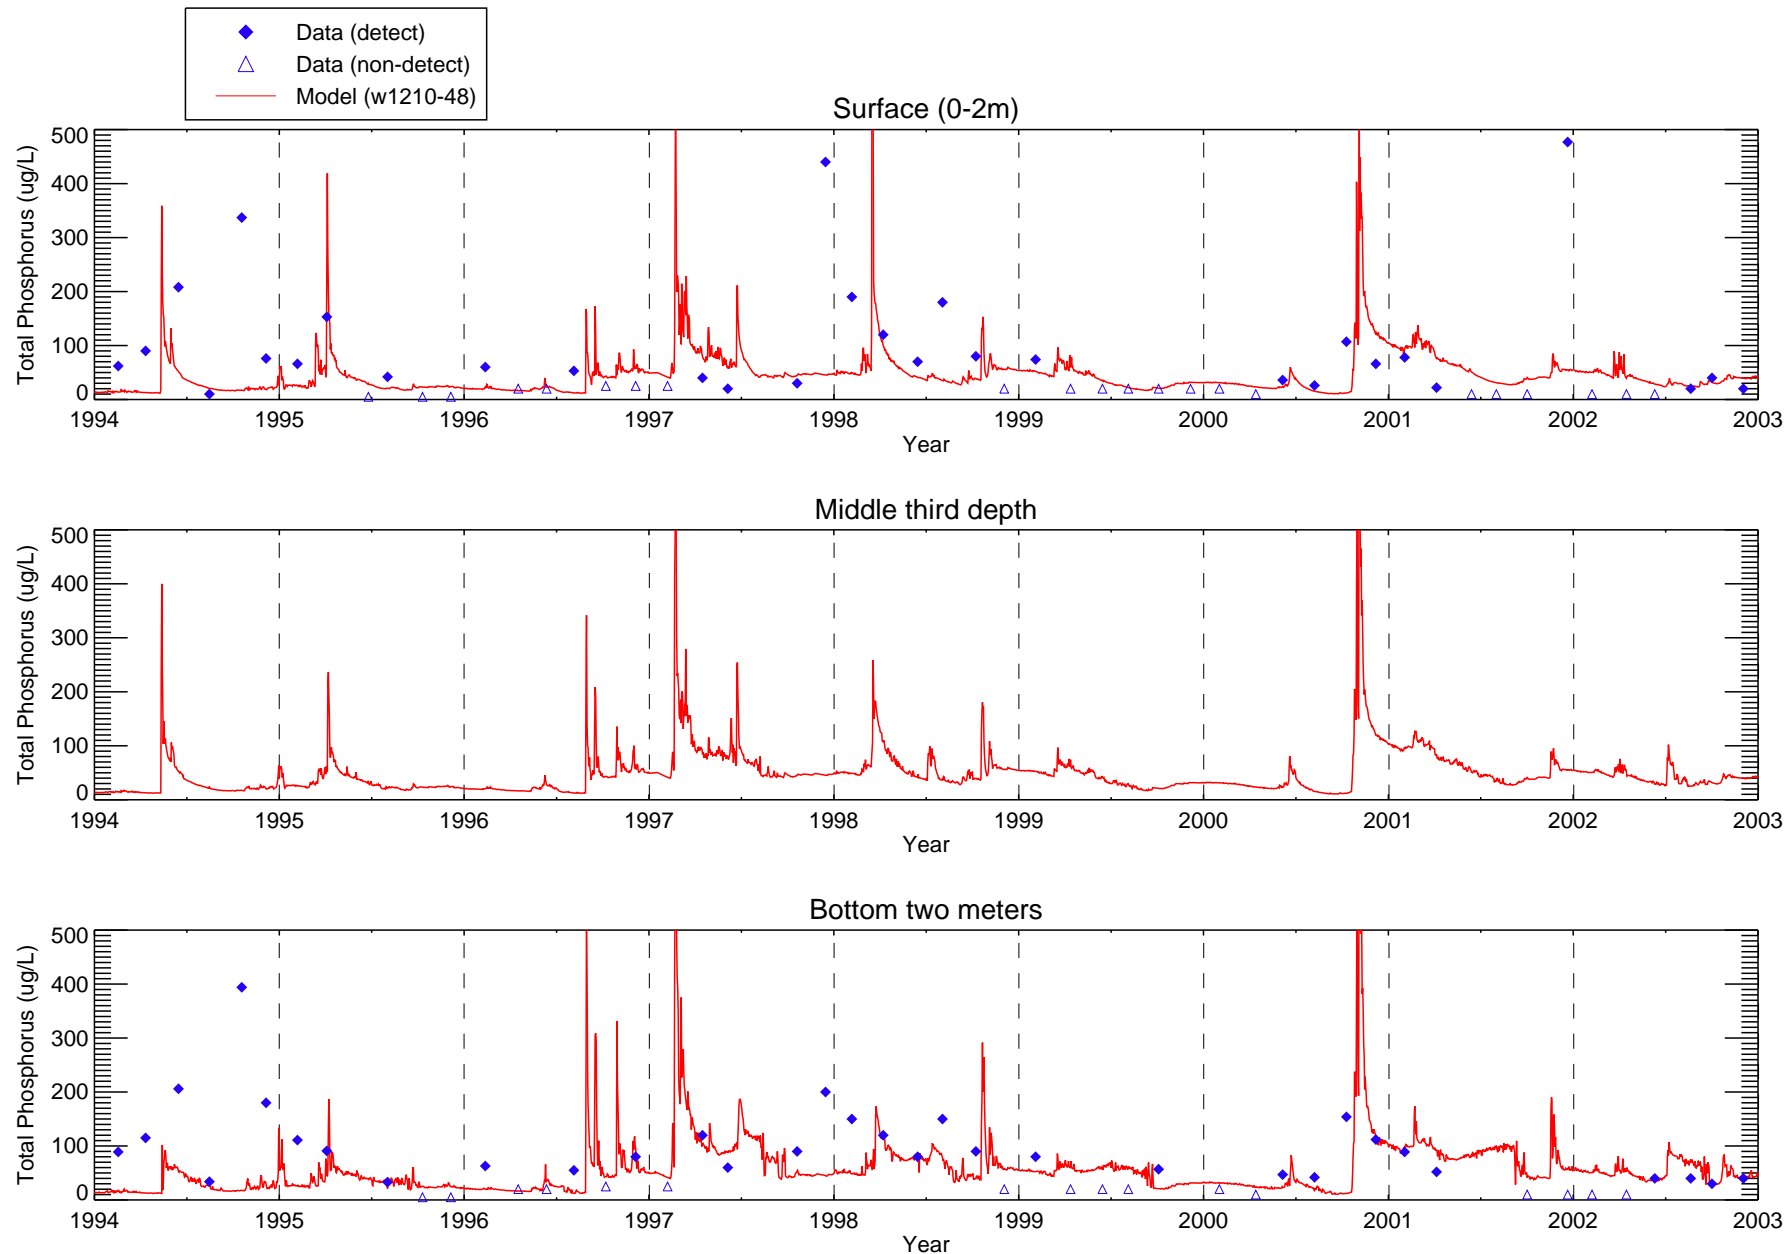 Data (detect)
Data (non-detect)
Model (w1210-48)
Surface (0-2m)
Total Phosphorus (ug/L)
500
400
300
200
100
0
1994 1995 1996 1997 1998 1999 2000 2001 2002 2003
Year
Middle third depth
Total Phosphorus (ug/L)
500
400
300
200
100
0
1994 1995 1996 1997 1998 1999 2000 2001 2002 2003
Year
Bottom two meters
Total Phosphorus (ug/L)
500
400
300
200
100
0
1994 1995 1996 1997 1998 1999 2000 2001 2002 2003
Year